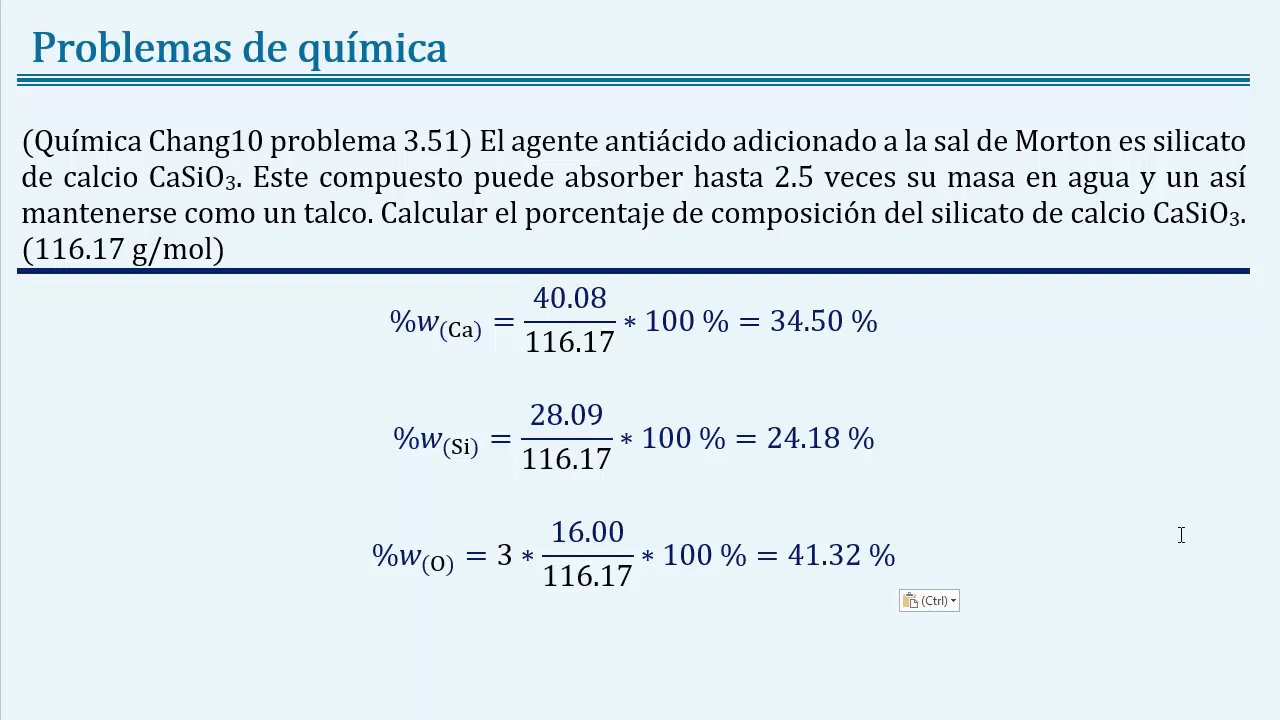 Problemas de química
(Química Chang10 problema 3.51) El agente antiácido adicionado a la sal de Morton es silicato
de calcio CaSiO₃. Este compuesto puede absorber hasta 2.5 veces su masa en agua y un así
mantenerse como un talco. Calcular el porcentaje de composición del silicato de calcio CaSiO₃.
(116.17 g/mol)
%w(Ca) = 40.08/116.17 * 100 % = 34.50 %
%w(Si) = 28.09/116.17 * 100 % = 24.18 %
%w(O) = 3 * 16.00/116.17 * 100 % = 41.32 %
(Ctrl)